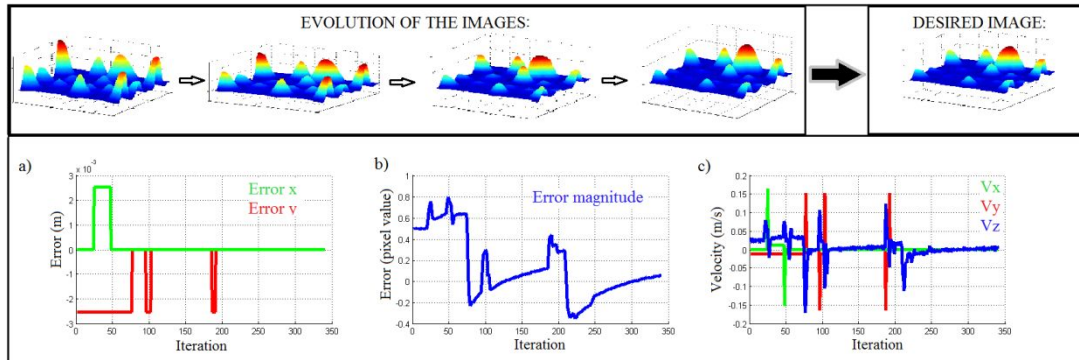 EVOLUTION OF THE IMAGES:
DESIRED IMAGE:
a)
x 10⁻³
Error x
Error y
Error (m)
3
2
1
0
-1
-2
-3
0 50 100 150 200 250 300 350
Iteration
b)
Error magnitude
Error (pixel value)
1
0.8
0.6
0.4
0.2
0
-0.2
-0.4
0 50 100 150 200 250 300 350
Iteration
c)
Vx
Vy
Vz
Velocity (m/s)
0.2
0.15
0.1
0.05
0
0.05
-0.1
-0.15
-0.2
0 50 100 150 200 250 300 350
Iteration